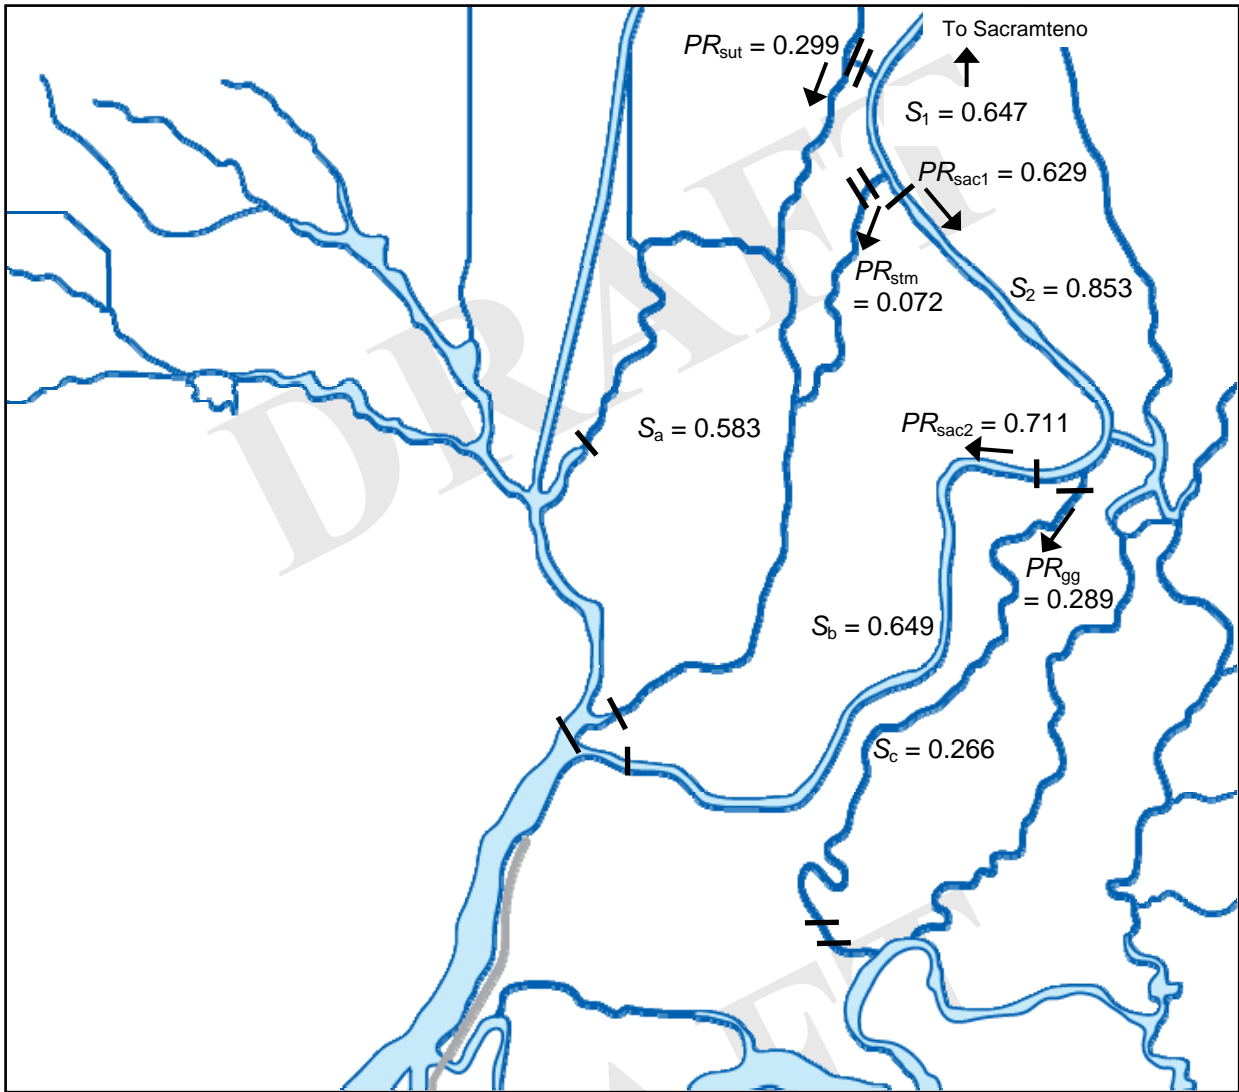 To Sacramteno
PRsut = 0.299
S1 = 0.647
PRsac1 = 0.629
PRstm
= 0.072
S2 = 0.853
Sa = 0.583
PRsac2 = 0.711
PRgg
= 0.289
Sb = 0.649
Sc = 0.266
DRAFT
AFT